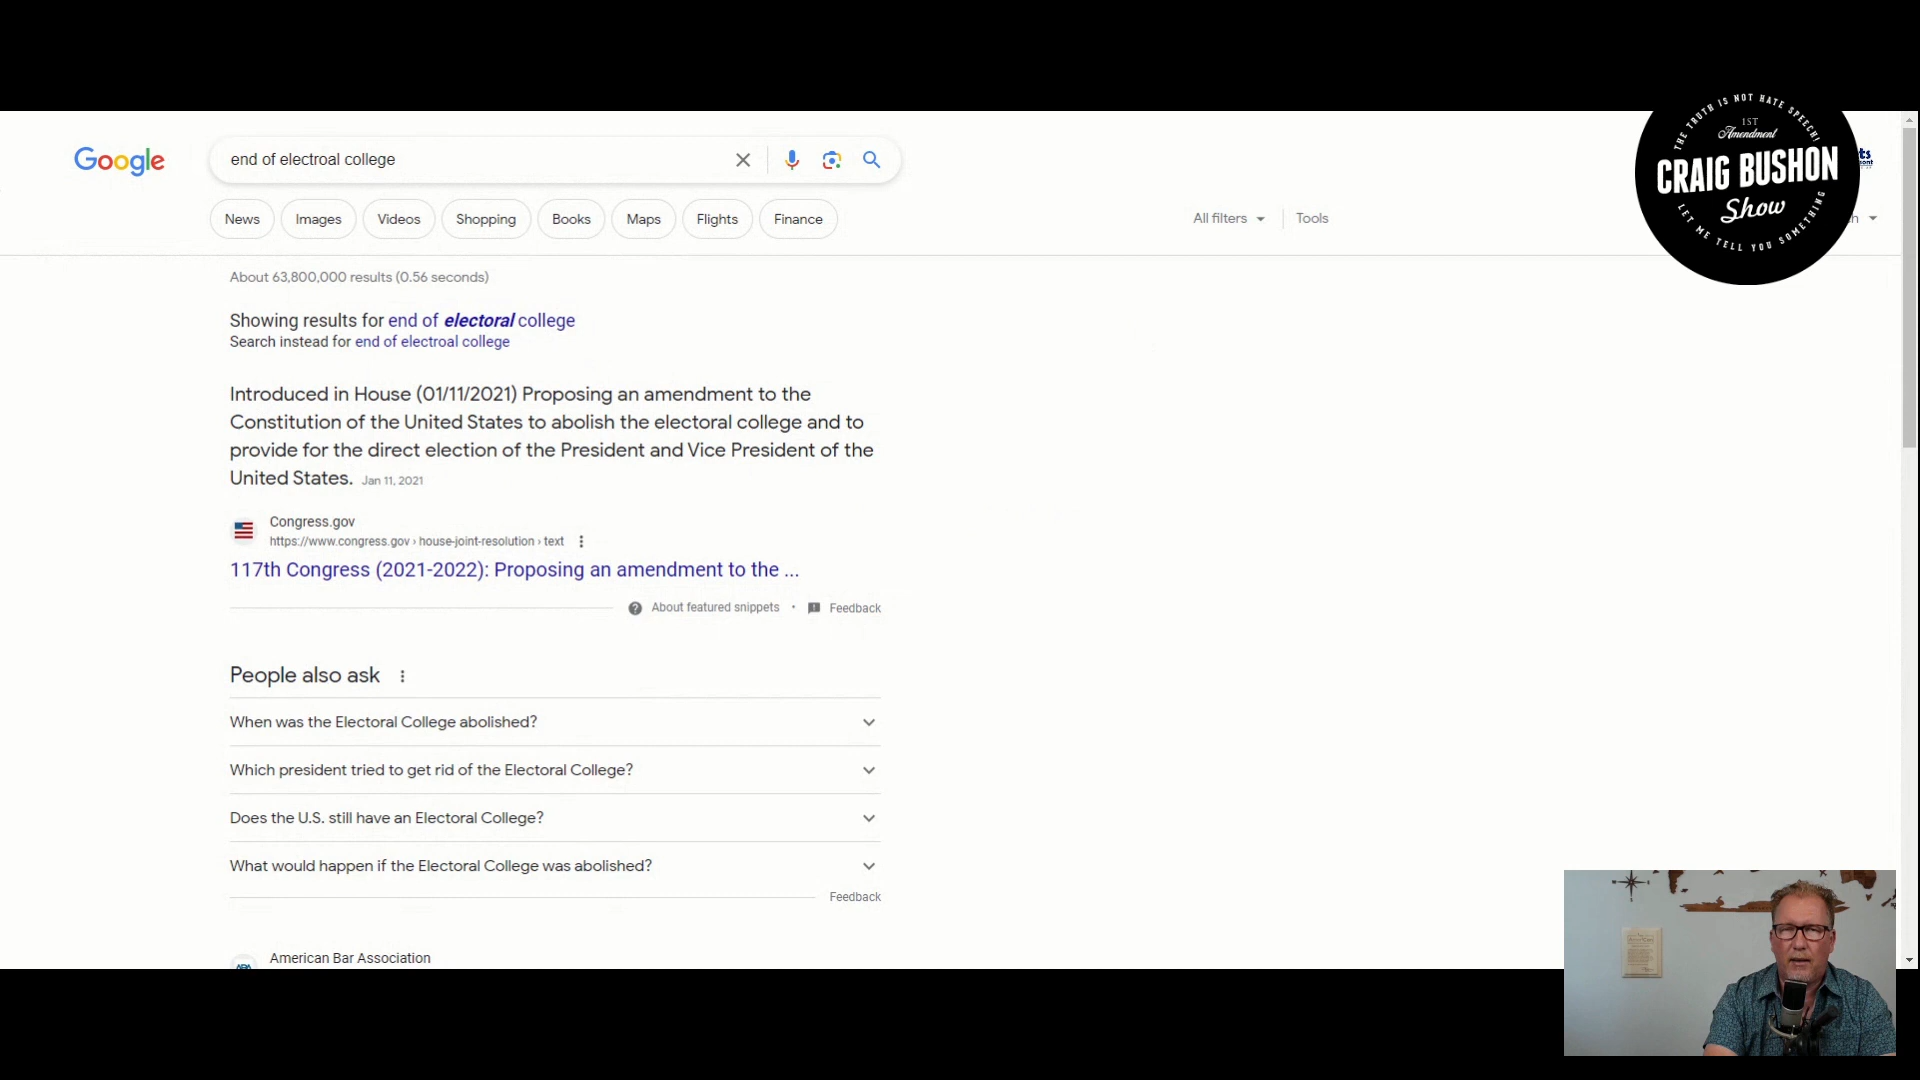 Google
end of electroal college
News
Images
Videos
Shopping
Books
Maps
Flights
Finance
All filters
Tools
THE TRUTH IS NOT HATE SPEECH!
1ST
Amendment
CRAIG BUSHON
Show
LET ME TELL YOU SOMETHING
About 63,800,000 results (0.56 seconds)
Showing results for end of electoral college
Search instead for end of electroal college
Introduced in House (01/11/2021) Proposing an amendment to the
Constitution of the United States to abolish the electoral college and to
provide for the direct election of the President and Vice President of the
United States. Jan 11, 2021
Congress.gov
https://www.congress.gov › house-joint-resolution › text
117th Congress (2021-2022): Proposing an amendment to the ...
About featured snippets • Feedback
People also ask
When was the Electoral College abolished?
Which president tried to get rid of the Electoral College?
Does the U.S. still have an Electoral College?
What would happen if the Electoral College was abolished?
Feedback
American Bar Association